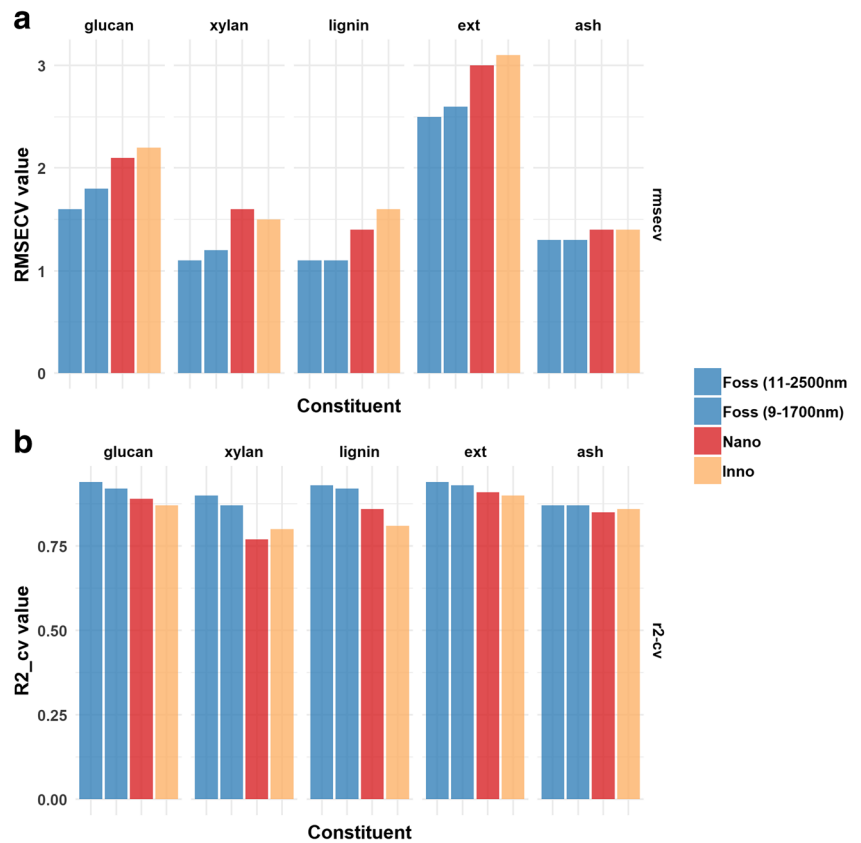 a
glucan xylan lignin ext ash
3
2
1
0
RMSECV value
rmsecv
Constituent
Foss (11-2500nm
Foss (9-1700nm)
Nano
Inno
b
glucan xylan lignin ext ash
0.75
0.50
0.25
0.00
R2_cv value
r2-cv
Constituent